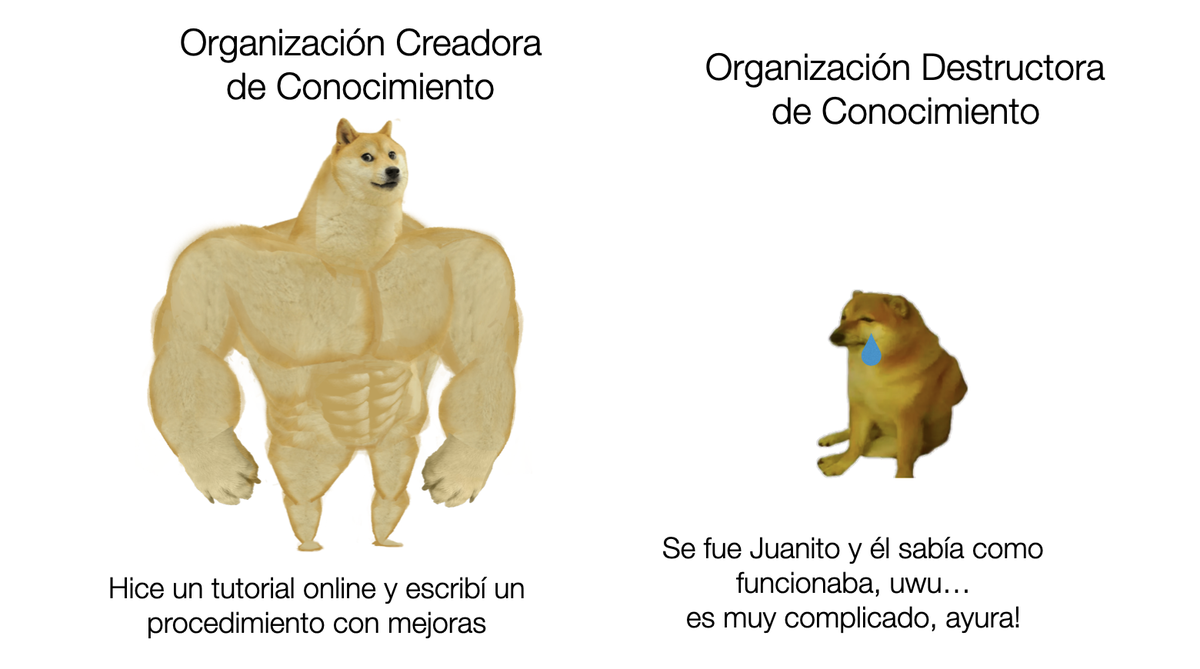 Organización Creadora
de Conocimiento
Organización Destructora
de Conocimiento
Hice un tutorial online y escribí un
procedimiento con mejoras
Se fue Juanito y él sabía como
funcionaba, uwu...
es muy complicado, ayura!